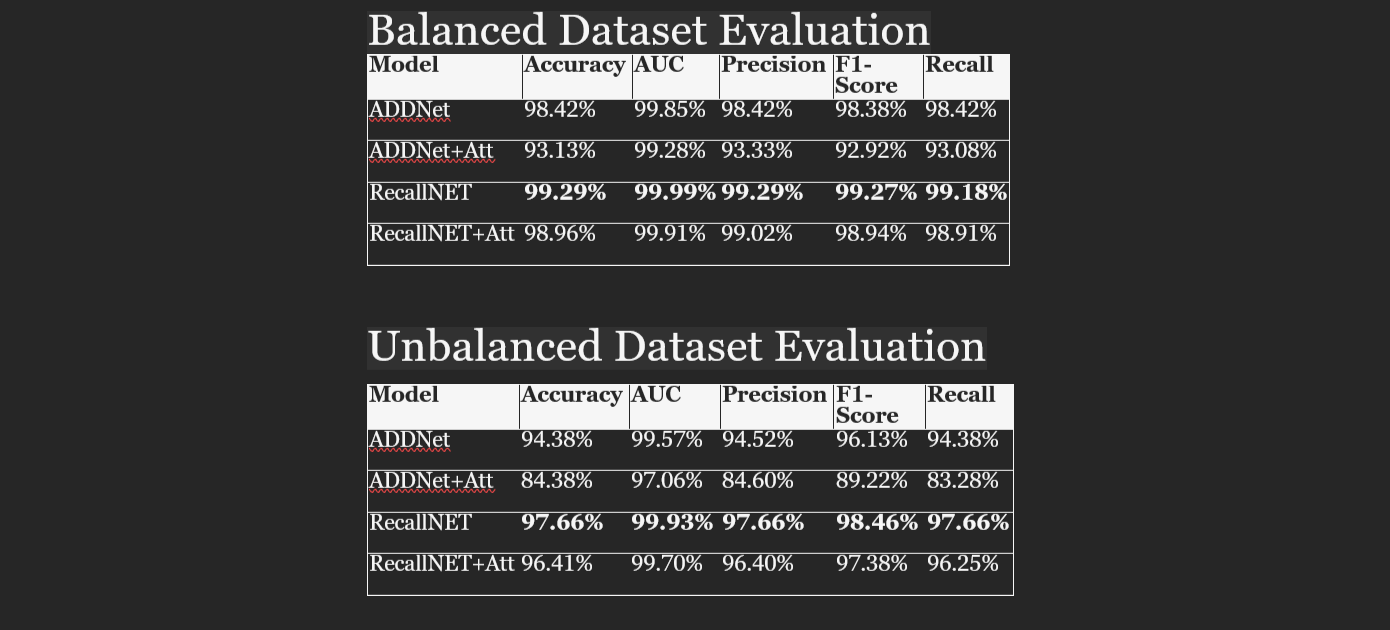 Balanced Dataset Evaluation
Model Accuracy AUC Precision F1-Score Recall
ADDNet 98.42% 99.85% 98.42% 98.38% 98.42%
ADDNet+Att 93.13% 99.28% 93.33% 92.92% 93.08%
RecallNET 99.29% 99.99% 99.29% 99.27% 99.18%
RecallNET+Att 98.96% 99.91% 99.02% 98.94% 98.91%
Unbalanced Dataset Evaluation
Model Accuracy AUC Precision F1-Score Recall
ADDNet 94.38% 99.57% 94.52% 96.13% 94.38%
ADDNet+Att 84.38% 97.06% 84.60% 89.22% 83.28%
RecallNET 97.66% 99.93% 97.66% 98.46% 97.66%
RecallNET+Att 96.41% 99.70% 96.40% 97.38% 96.25%